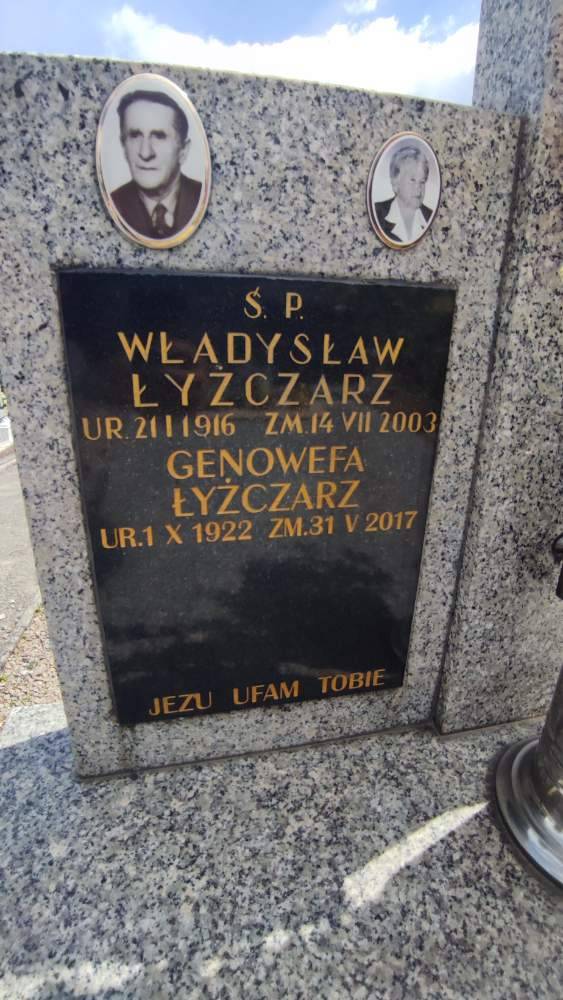 Ś. P.
WŁADYSŁAW
ŁYŻCZARZ
UR. 21 I 1916 ZM. 14 VII 2003
GENOWEFA
ŁYŻCZARZ
UR. 1 X 1922 ZM. 31 V 2017
JEZU UFAM TOBIE